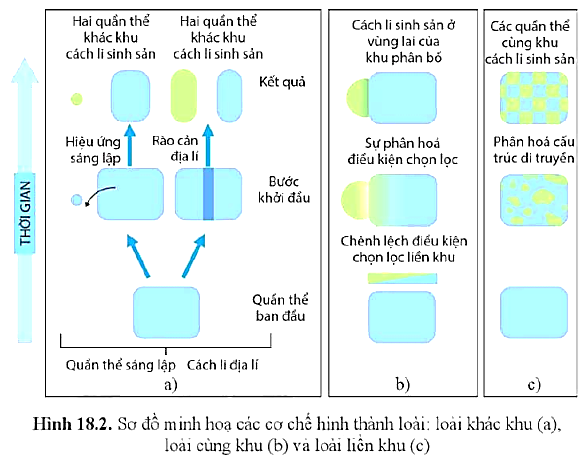 Hai quần thể
khác khu
cách li sinh sản
Hai quần thể
khác khu
cách li sinh sản
Kết quả
Hiệu ứng
sáng lập
Rào cản
địa lí
Bước
khởi đầu
Quần thể
ban đầu
Quần thể sáng lập
Cách li địa lí
a)
THỜI GIAN
Cách li sinh sản ở
vùng lai của
khu phân bố
Sự phân hoá
điều kiện chọn lọc
Chênh lệch điều kiện
chọn lọc liền khu
b)
Các quần thể
cùng khu
cách li sinh sản
Phân hoá cấu
trúc di truyền
c)
Hình 18.2. Sơ đồ minh hoạ các cơ chế hình thành loài: loài khác khu (a),
loài cùng khu (b) và loài liền khu (c)